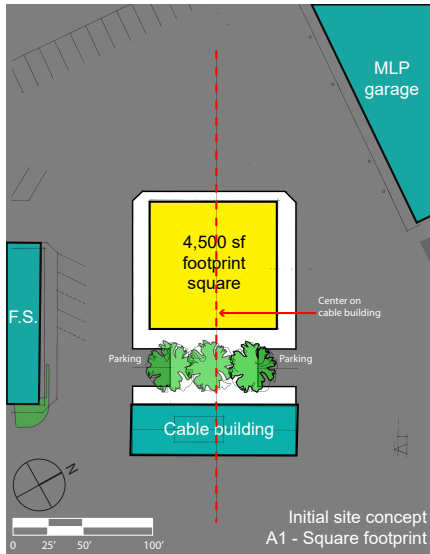 MLP
garage
4,500 sf
footprint
square
Center on
cable building
F.S.
Parking
Parking
Cable building
N
A1
Initial site concept
A1 - Square footprint
0 25' 50' 100'